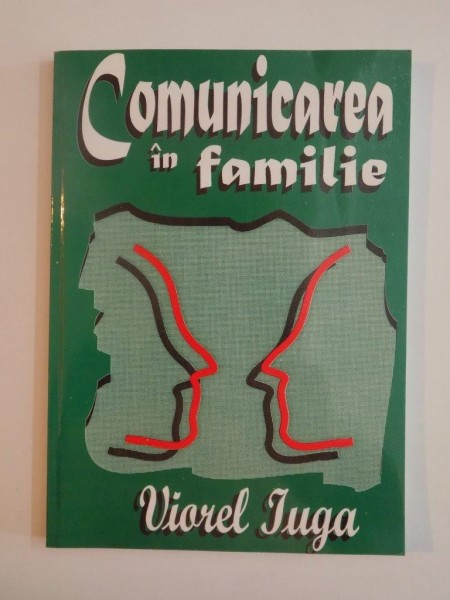 Comunicarea
în familie
Viorel Iuga